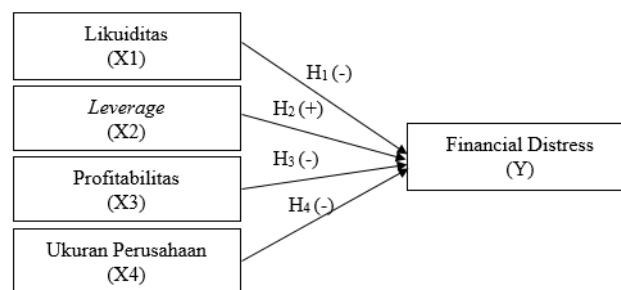 Likuiditas
(X1)
H₁ (-)
Leverage
(X2)
H₂ (+)
Financial Distress
(Y)
Profitabilitas
(X3)
H₃ (-)
H₄ (-)
Ukuran Perusahaan
(X4)